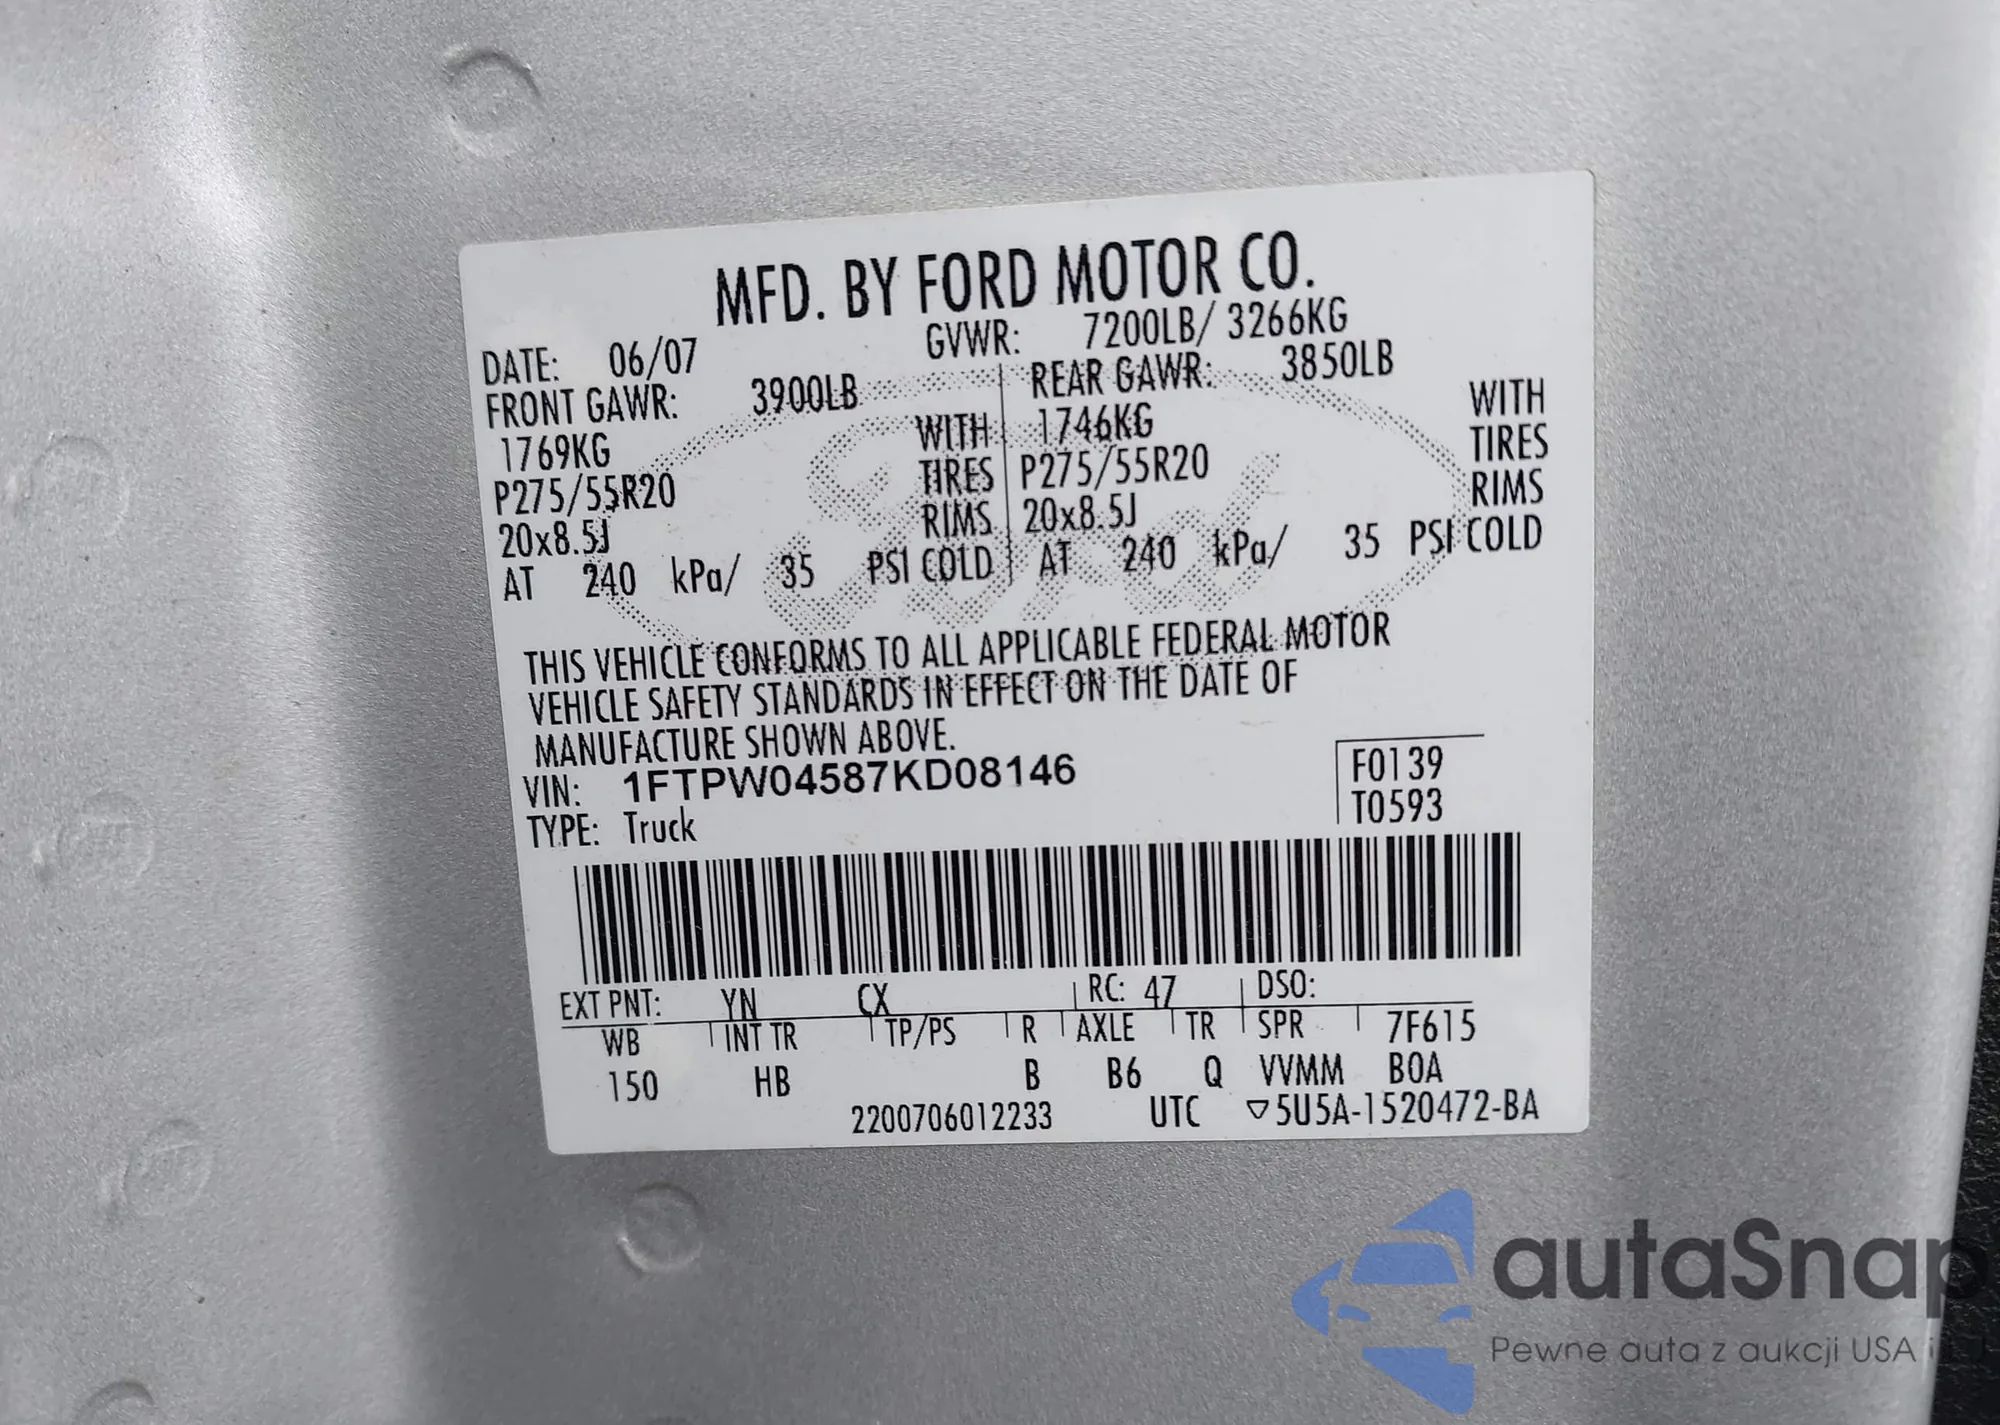 MFD. BY FORD MOTOR CO.
DATE: 06/07 GVWR: 7200LB/ 3266KG
FRONT GAWR: 3900LB REAR GAWR: 3850LB
1769KG WITH 1746KG WITH
P275/55R20 TIRES P275/55R20 TIRES
20x8.5J RIMS 20x8.5J RIMS
AT 240 kPa/ 35 PSI COLD AT 240 kPa/ 35 PSI COLD
THIS VEHICLE CONFORMS TO ALL APPLICABLE FEDERAL MOTOR
VEHICLE SAFETY STANDARDS IN EFFECT ON THE DATE OF
MANUFACTURE SHOWN ABOVE.
VIN: 1FTPW04587KD08146 F0139
TYPE: Truck T0593
EXT PNT: YN CX RC: 47 DSO:
WB INT TR TP/PS R AXLE TR SPR 7F615
150 HB B B6 Q VVMM BOA
2200706012233 UTC ▽5U5A-1520472-BA
autaSnap
Pewne auta z aukcji USA i